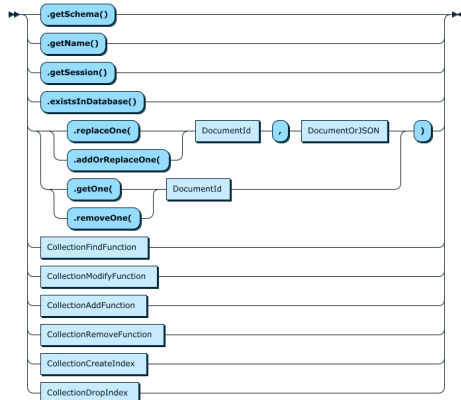 .getSchema()
.getName()
.getSession()
.existsInDatabase()
.replaceOne( DocumentId , DocumentOrJSON )
.addOrReplaceOne(
.getOne( DocumentId
.removeOne(
CollectionFindFunction
CollectionModifyFunction
CollectionAddFunction
CollectionRemoveFunction
CollectionCreateIndex
CollectionDropIndex